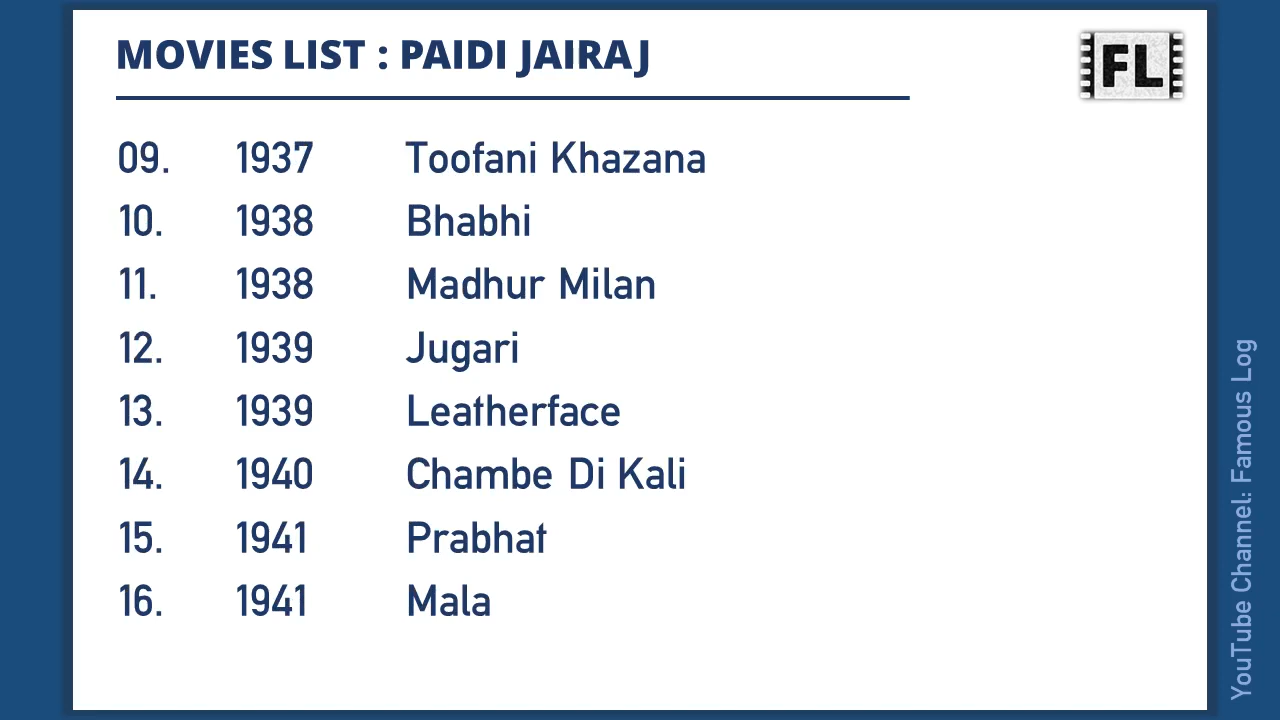 MOVIES LIST : PAIDI JAIRAJ
FL
09. 1937 Toofani Khazana
10. 1938 Bhabhi
11. 1938 Madhur Milan
12. 1939 Jugari
13. 1939 Leatherface
14. 1940 Chambe Di Kali
15. 1941 Prabhat
16. 1941 Mala
YouTube Channel: Famous Log